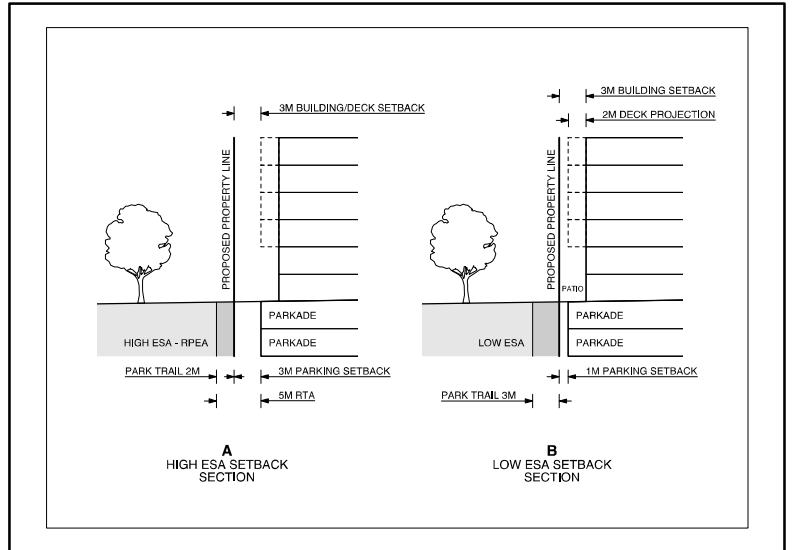 3M BUILDING/DECK SETBACK
PROPOSED PROPERTY LINE
PARKADE
HIGH ESA - RPEA
PARKADE
PARK TRAIL 2M
3M PARKING SETBACK
5M RTA
A
HIGH ESA SETBACK
SECTION
3M BUILDING SETBACK
2M DECK PROJECTION
PROPOSED PROPERTY LINE
PATIO
PARKADE
LOW ESA
PARKADE
1M PARKING SETBACK
PARK TRAIL 3M
B
LOW ESA SETBACK
SECTION